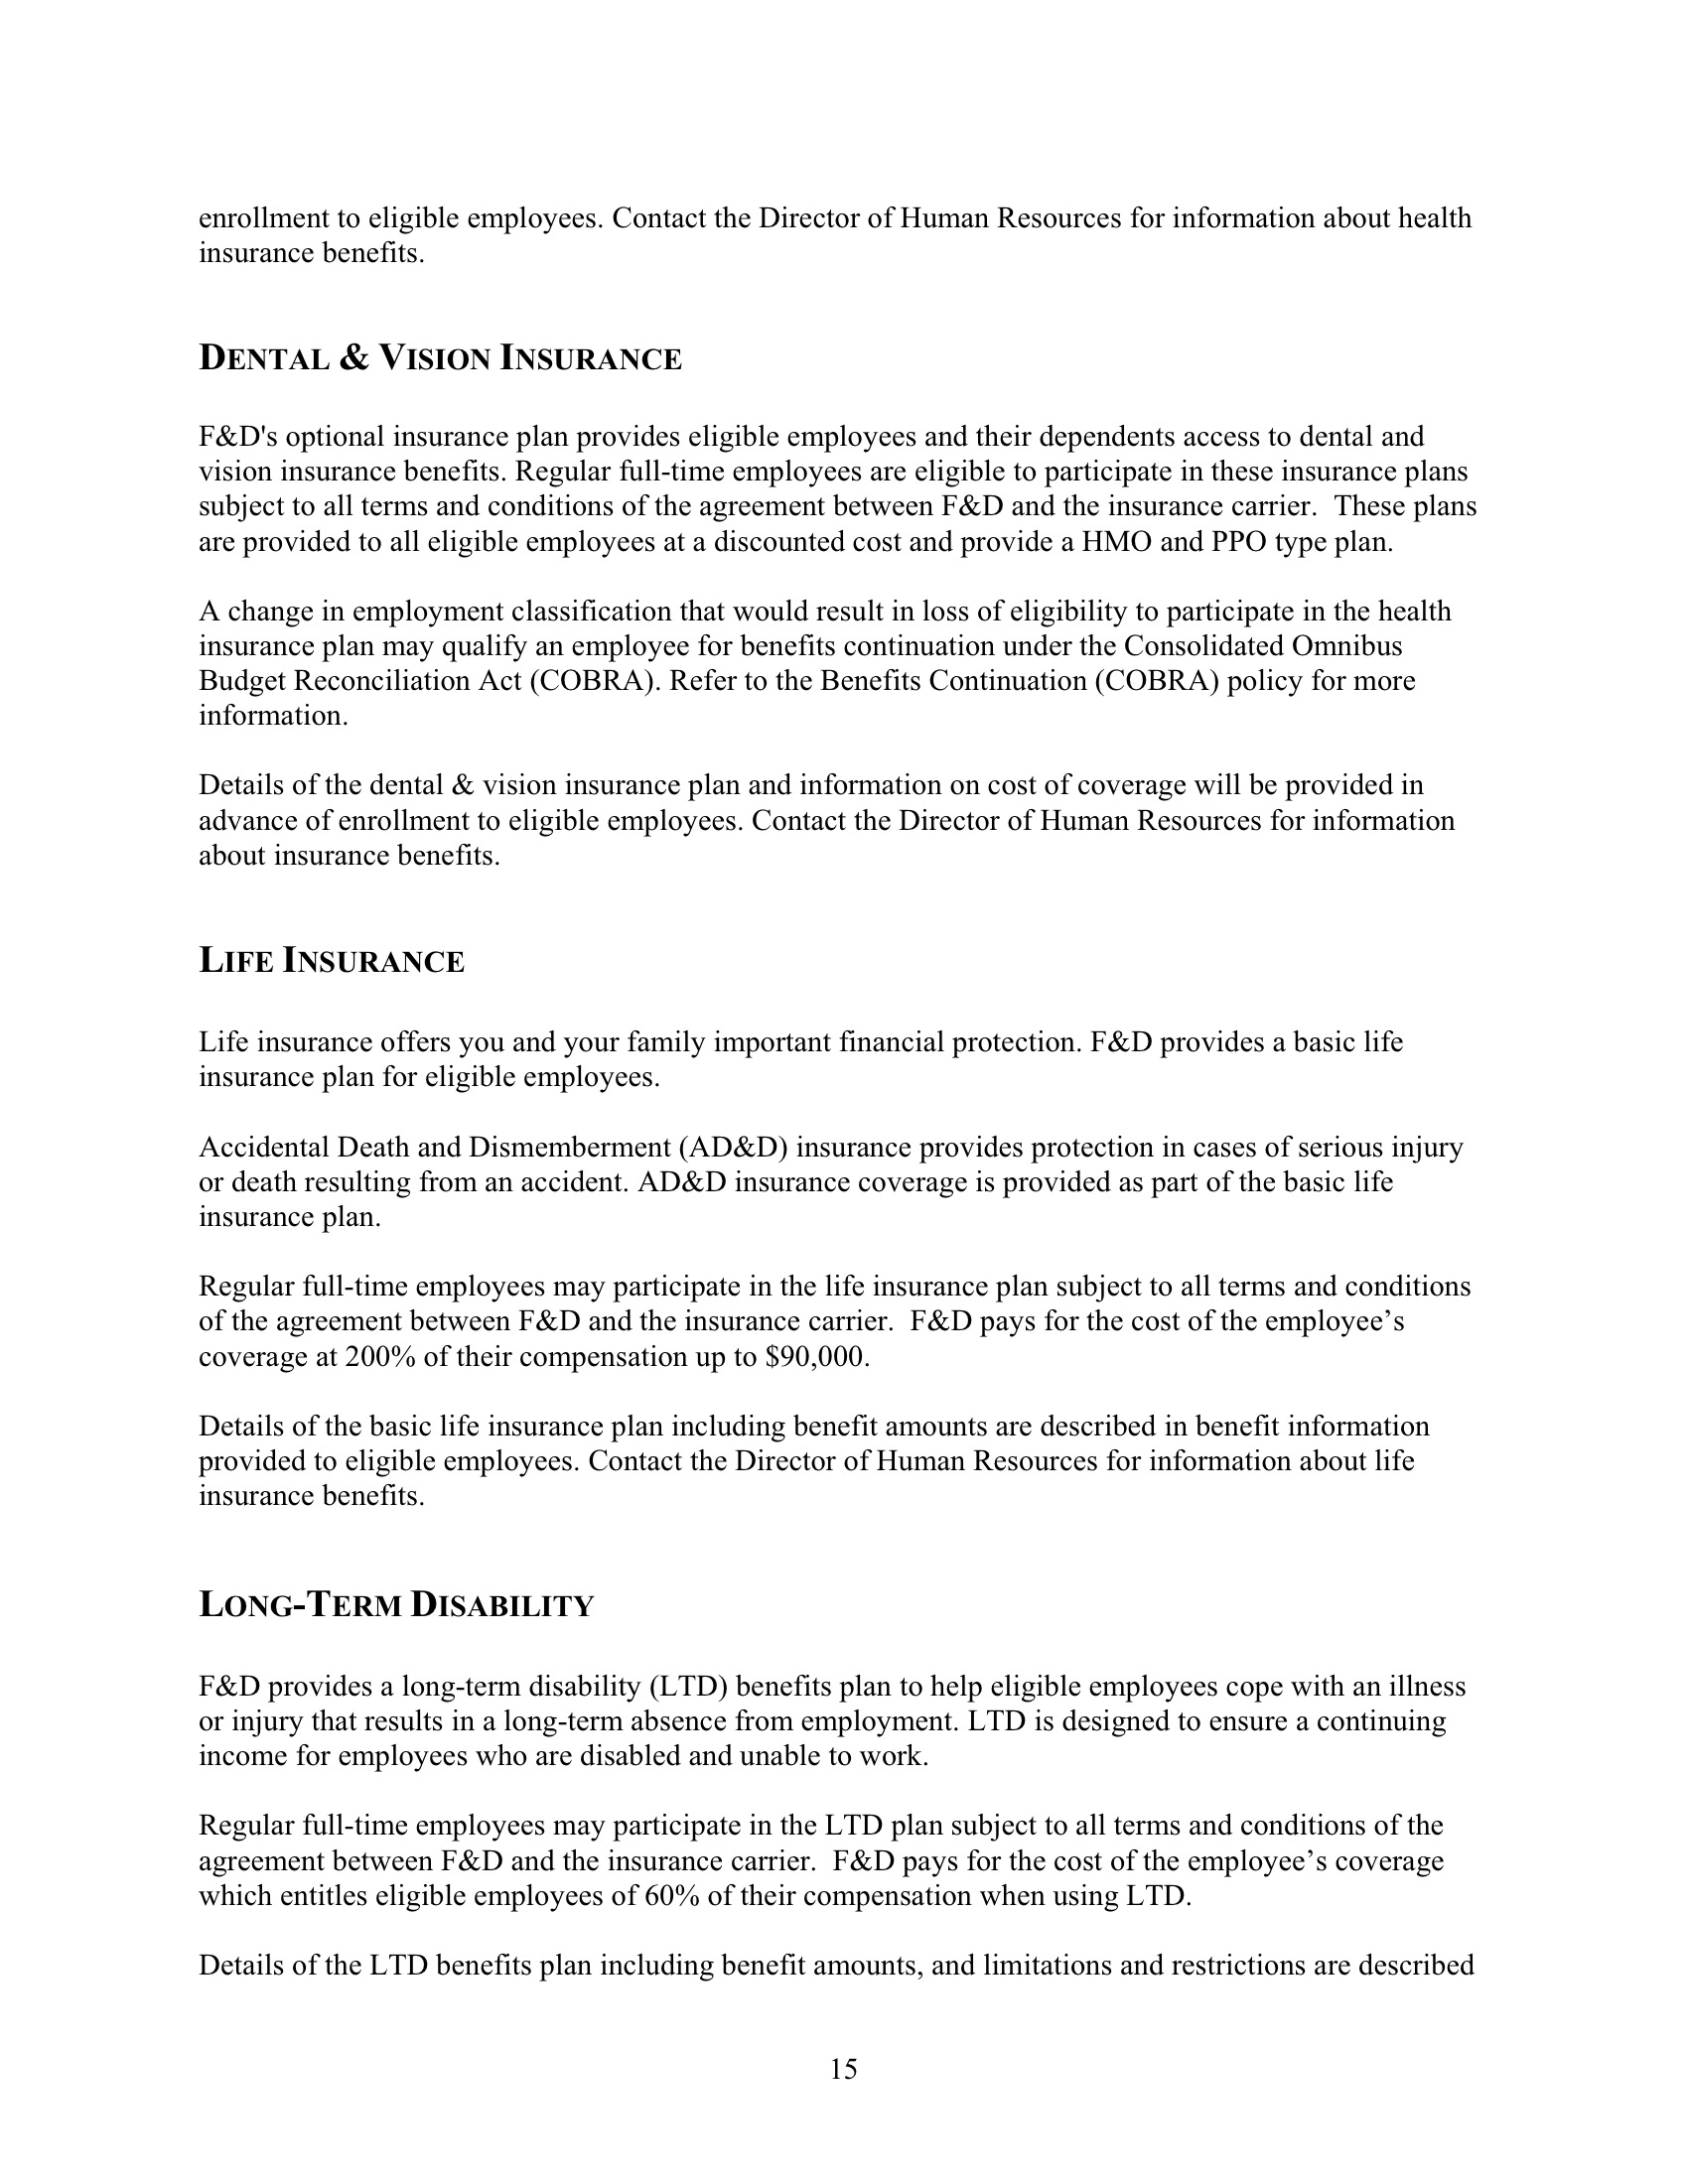 enrollment to eligible employees. Contact the Director of Human Resources for information about health
insurance benefits.
DENTAL & VISION INSURANCE
F&D's optional insurance plan provides eligible employees and their dependents access to dental and
vision insurance benefits. Regular full-time employees are eligible to participate in these insurance plans
subject to all terms and conditions of the agreement between F&D and the insurance carrier.  These plans
are provided to all eligible employees at a discounted cost and provide a HMO and PPO type plan.
A change in employment classification that would result in loss of eligibility to participate in the health
insurance plan may qualify an employee for benefits continuation under the Consolidated Omnibus
Budget Reconciliation Act (COBRA). Refer to the Benefits Continuation (COBRA) policy for more
information.
Details of the dental & vision insurance plan and information on cost of coverage will be provided in
advance of enrollment to eligible employees. Contact the Director of Human Resources for information
about insurance benefits.
LIFE INSURANCE
Life insurance offers you and your family important financial protection. F&D provides a basic life
insurance plan for eligible employees.
Accidental Death and Dismemberment (AD&D) insurance provides protection in cases of serious injury
or death resulting from an accident. AD&D insurance coverage is provided as part of the basic life
insurance plan.
Regular full-time employees may participate in the life insurance plan subject to all terms and conditions
of the agreement between F&D and the insurance carrier.  F&D pays for the cost of the employee’s
coverage at 200% of their compensation up to $90,000.
Details of the basic life insurance plan including benefit amounts are described in benefit information
provided to eligible employees. Contact the Director of Human Resources for information about life
insurance benefits.
LONG-TERM DISABILITY
F&D provides a long-term disability (LTD) benefits plan to help eligible employees cope with an illness
or injury that results in a long-term absence from employment. LTD is designed to ensure a continuing
income for employees who are disabled and unable to work.
Regular full-time employees may participate in the LTD plan subject to all terms and conditions of the
agreement between F&D and the insurance carrier.  F&D pays for the cost of the employee’s coverage
which entitles eligible employees of 60% of their compensation when using LTD.
Details of the LTD benefits plan including benefit amounts, and limitations and restrictions are described
15